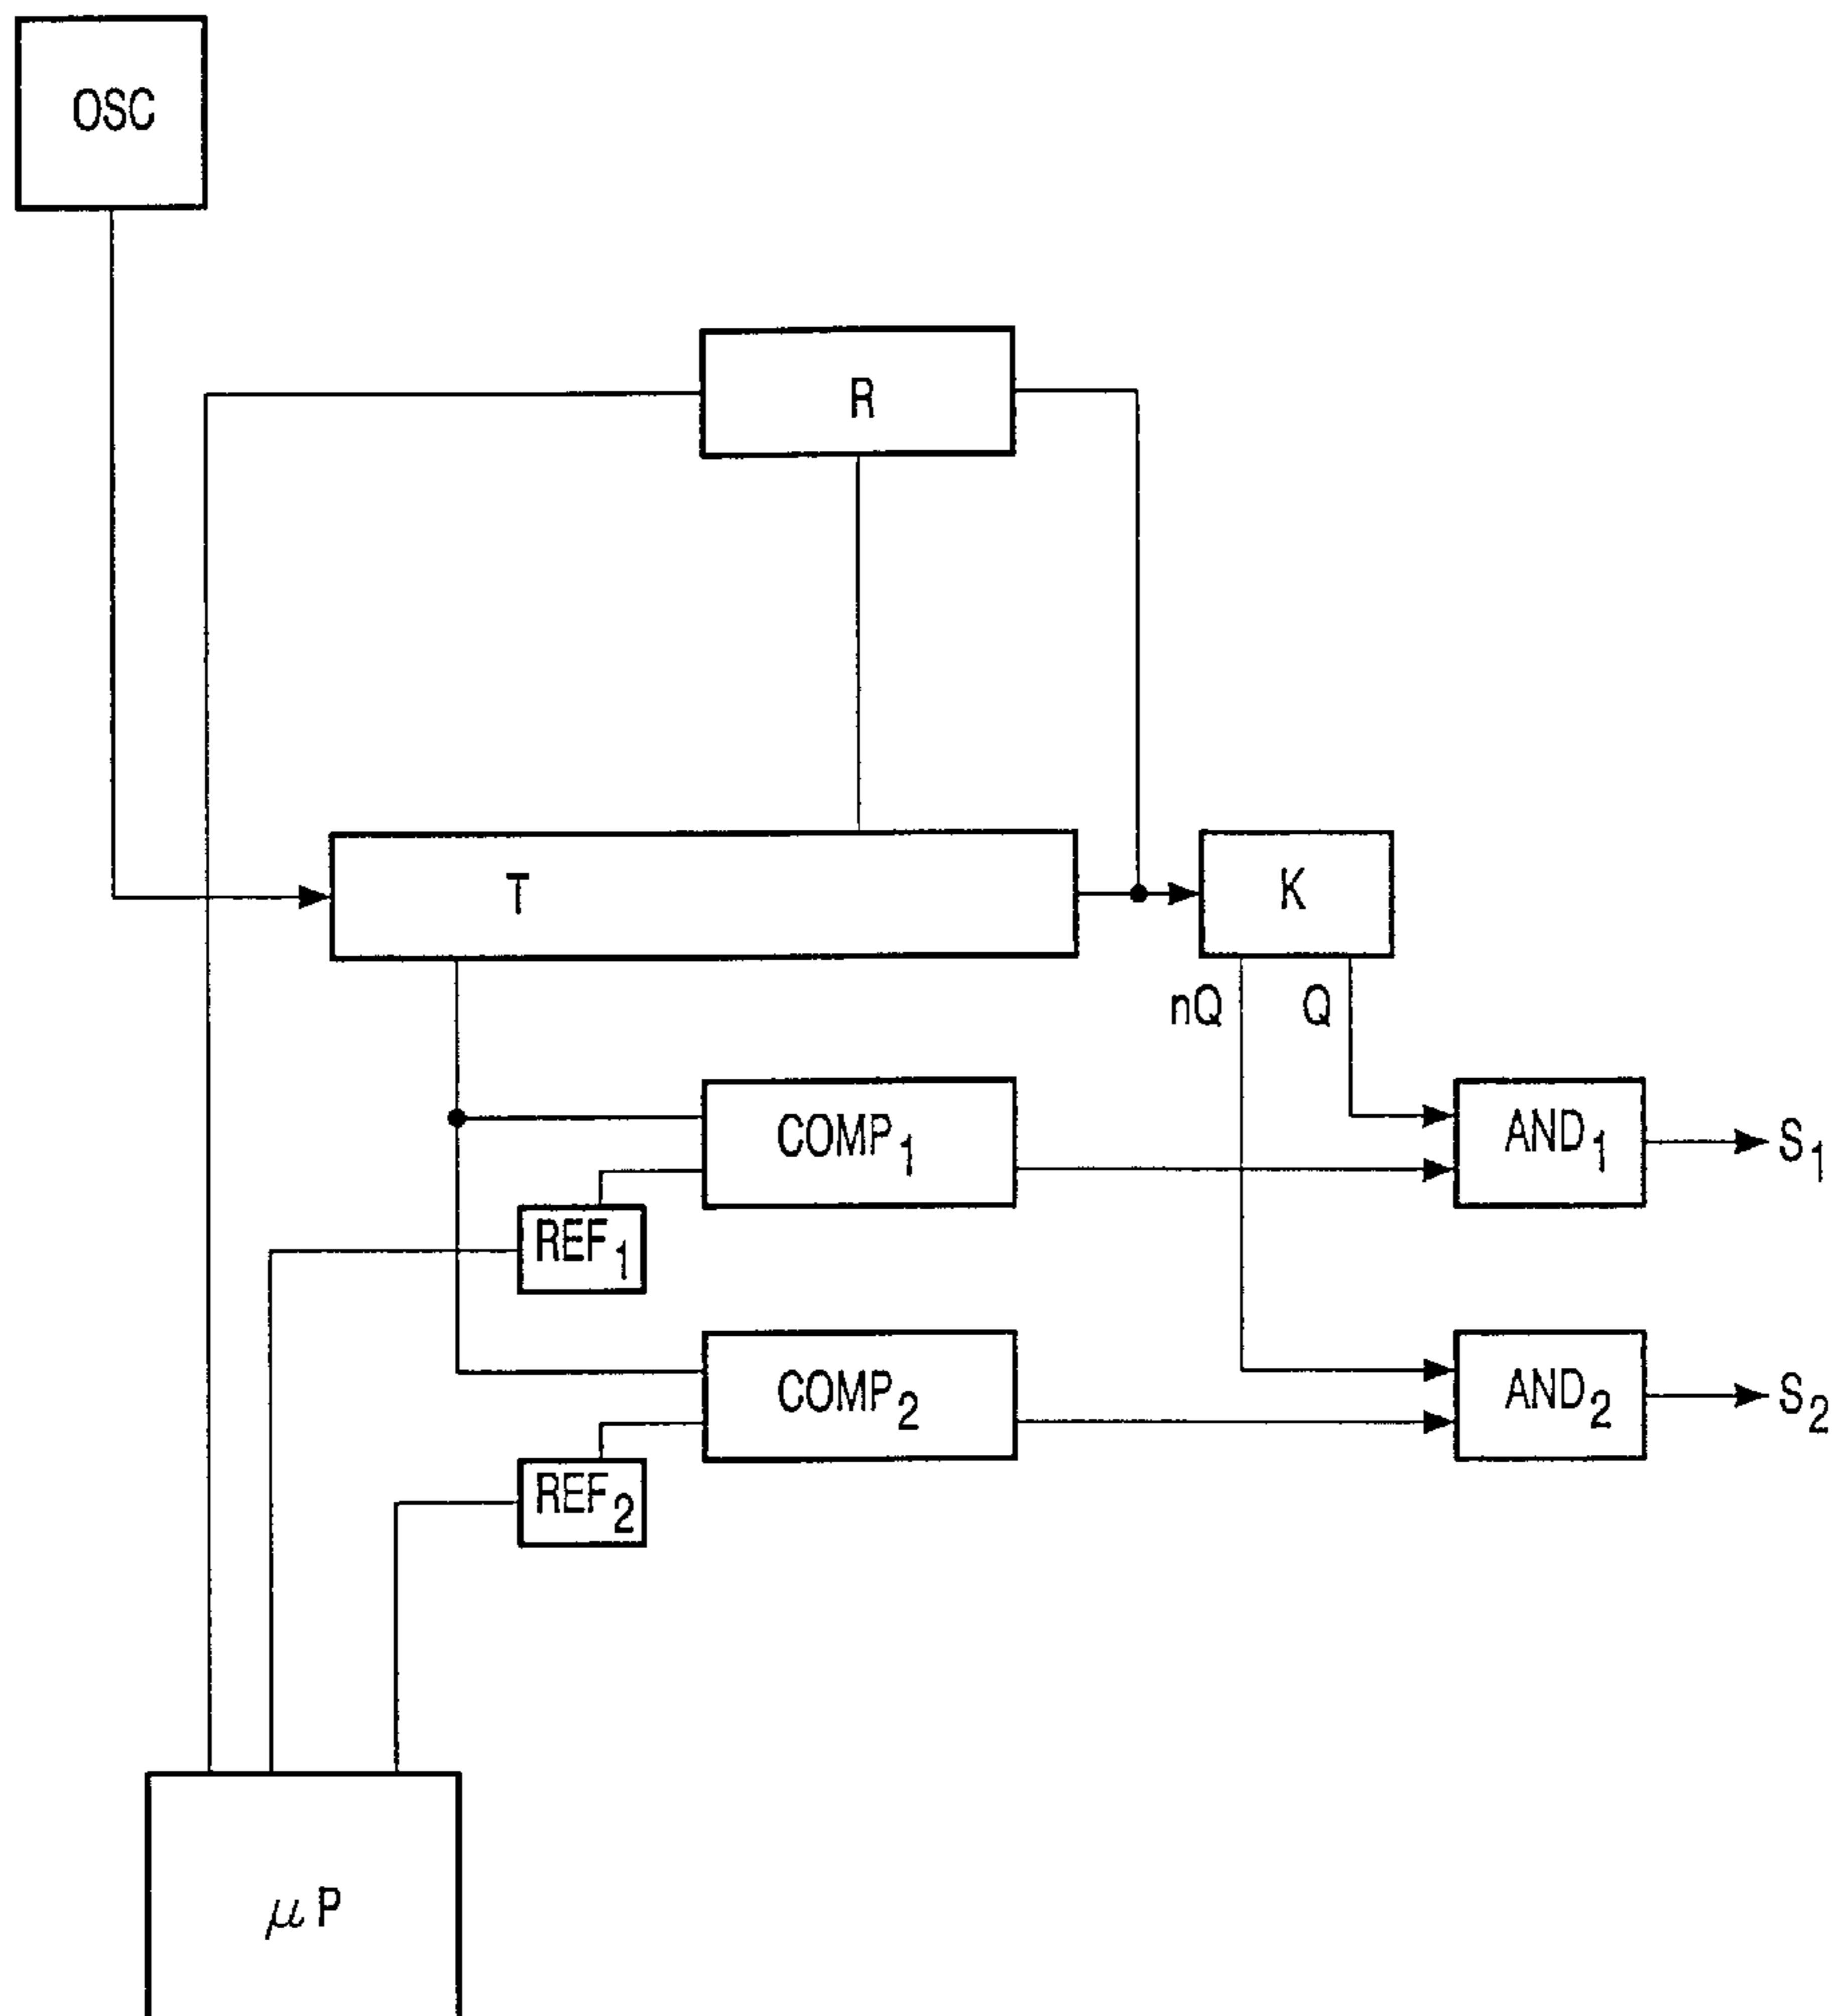 OSC
R
T
K
nQ
Q
COMP₁
AND₁
S₁
REF₁
COMP₂
AND₂
S₂
REF₂
μP